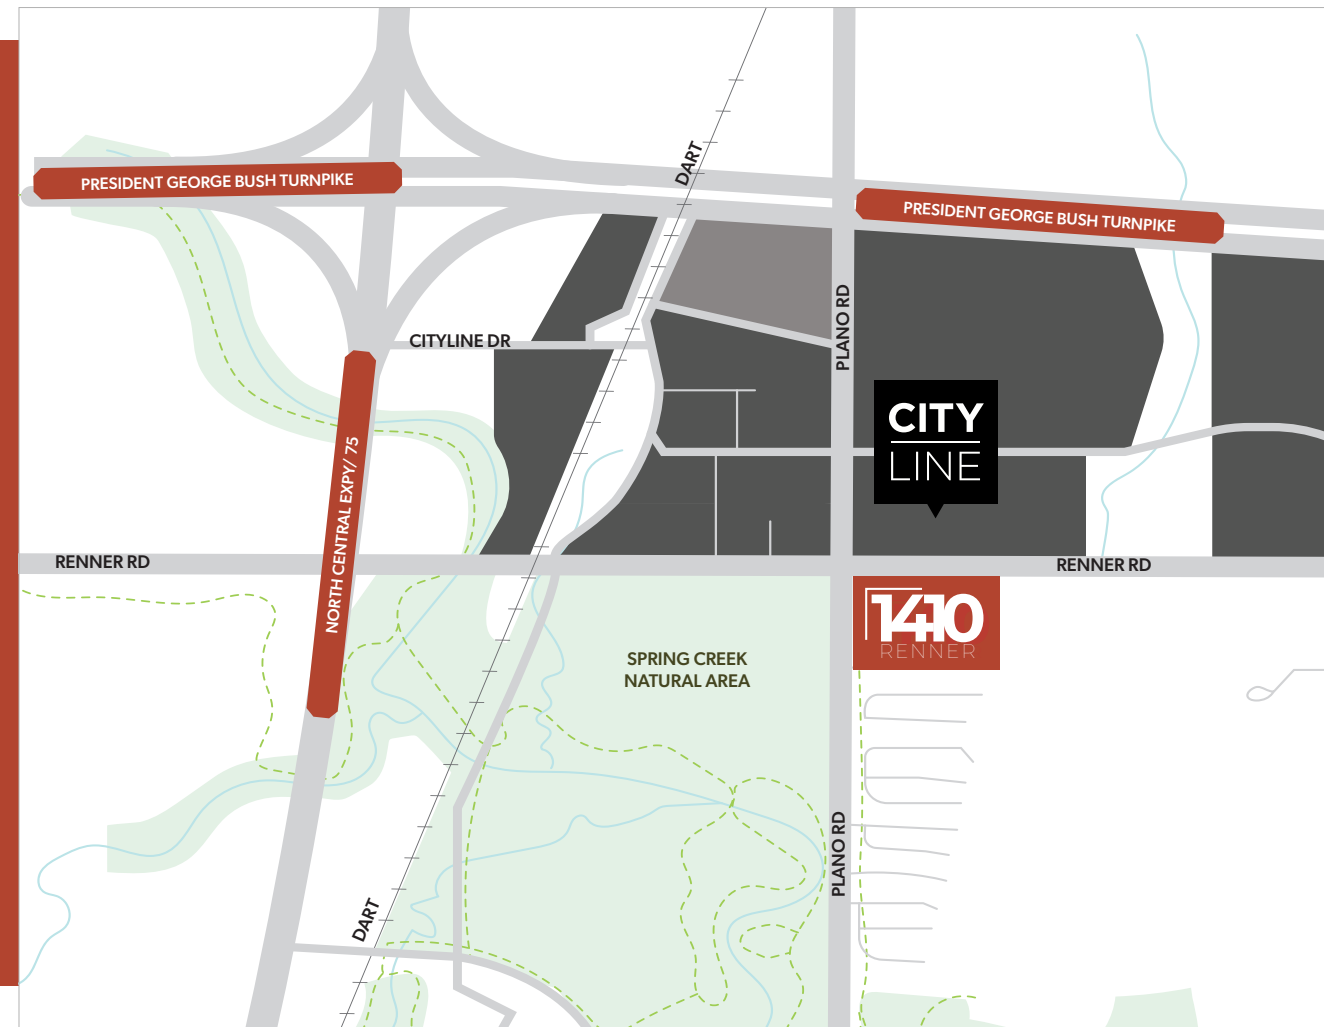 DART
PRESIDENT GEORGE BUSH TURNPIKE
PRESIDENT GEORGE BUSH TURNPIKE
PLANO RD
CITYLINE DR
CITY
LINE
NORTH CENTRAL EXPY/ 75
RENNER RD
RENNER RD
1410
RENNER
SPRING CREEK
NATURAL AREA
PLANO RD
DART